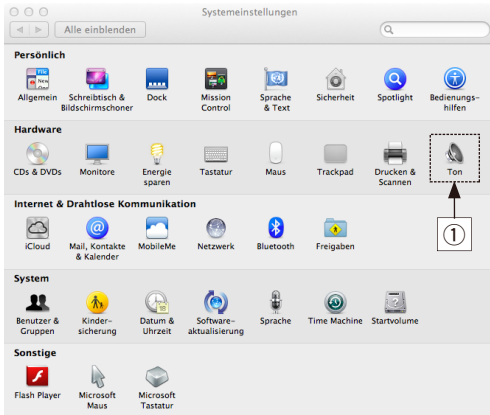 Systemeinstellungen
Alle einblenden
Persönlich
Allgemein
Schreibtisch &
Bildschirmschoner
Dock
Mission
Control
Sprache
& Text
Sicherheit
Spotlight
Bedienungs-
hilfen
Hardware
CDs & DVDs
Monitore
Energie
sparen
Tastatur
Maus
Trackpad
Drucken &
Scannen
Ton
1
Internet & Drahtlose Kommunikation
iCloud
Mail, Kontakte
& Kalender
MobileMe
Netzwerk
Bluetooth
Freigaben
System
Benutzer &
Gruppen
Kinder-
sicherung
Datum &
Uhrzeit
Software-
aktualisierung
Sprache
Time Machine
Startvolume
Sonstige
Flash Player
Microsoft
Maus
Microsoft
Tastatur